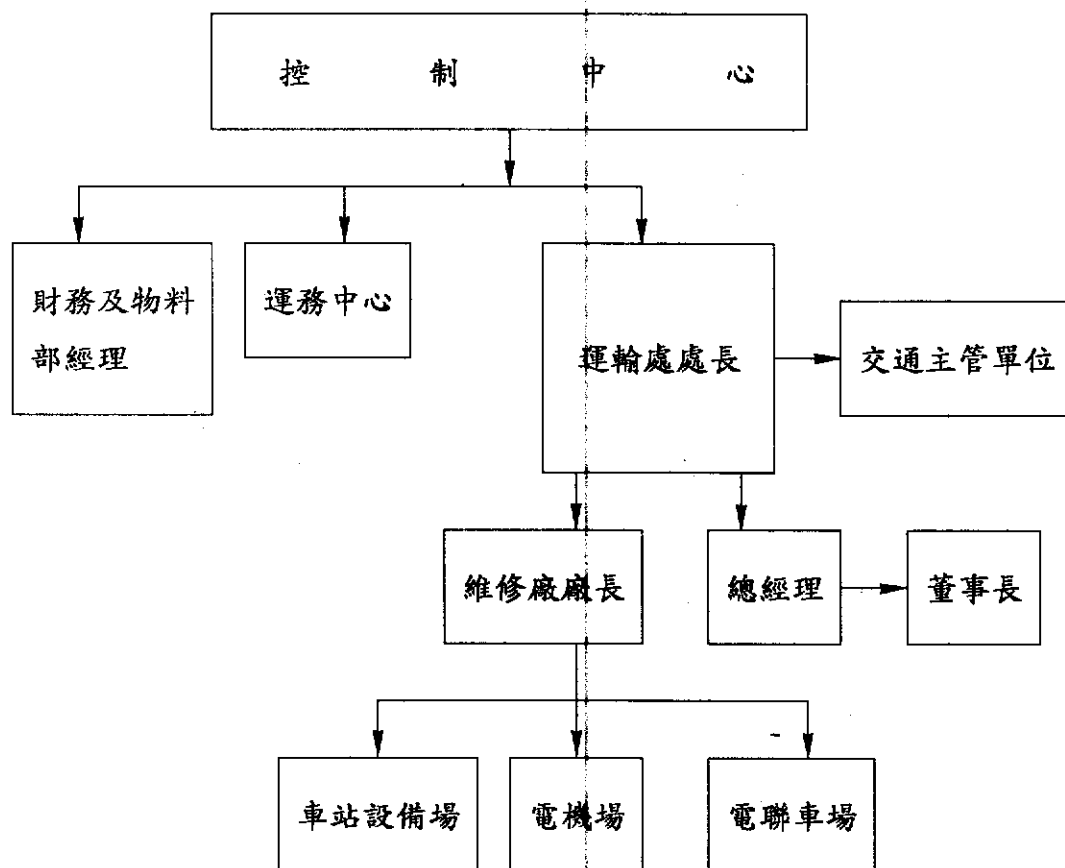 控制中心
財務及物料
部經理
運務中心
運輸處處長
交通主管單位
維修廠廠長
總經理
董事長
車站設備場
電機場
電聯車場